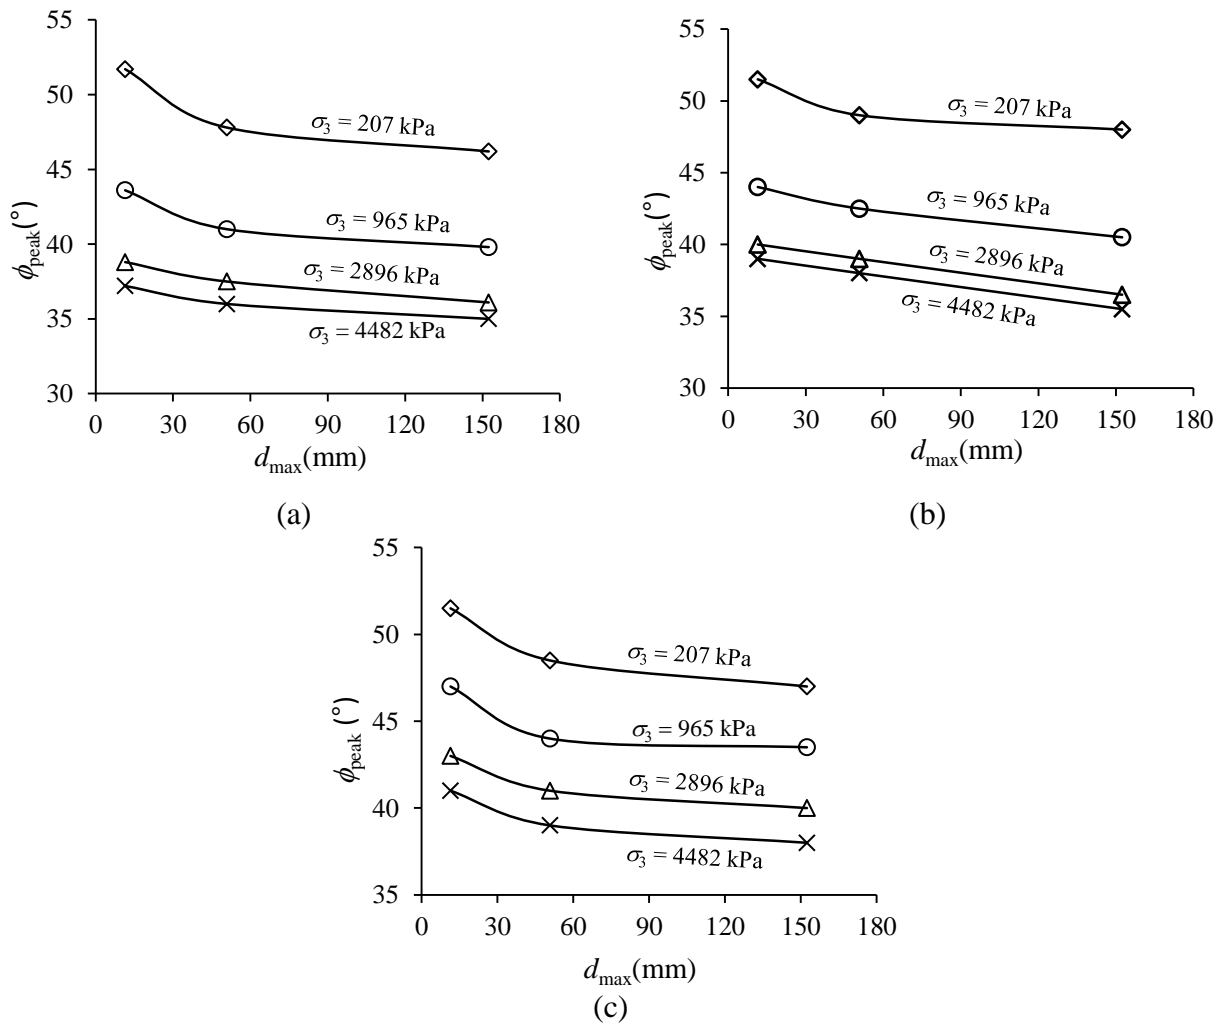 55
50
45
40
35
30
ϕpeak(°)
σ3 = 207 kPa
σ3 = 965 kPa
σ3 = 2896 kPa
σ3 = 4482 kPa
0 30 60 90 120 150 180
dmax(mm)
(a)
55
50
45
40
35
30
ϕpeak(°)
σ3 = 207 kPa
σ3 = 965 kPa
σ3 = 2896 kPa
σ3 = 4482 kPa
0 30 60 90 120 150 180
dmax(mm)
(b)
55
50
45
40
35
ϕpeak (°)
σ3 = 207 kPa
σ3 = 965 kPa
σ3 = 2896 kPa
σ3 = 4482 kPa
0 30 60 90 120 150 180
dmax(mm)
(c)